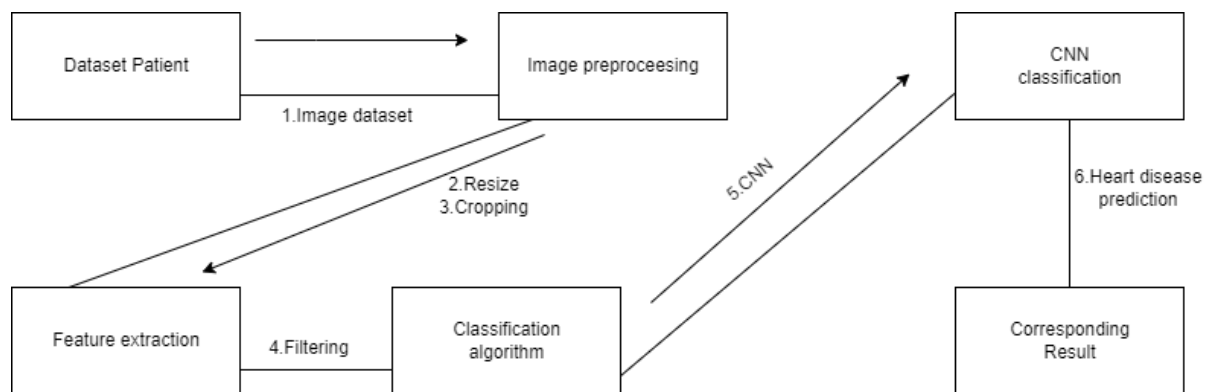 Dataset Patient
Image preproceesing
CNN
classification
1.Image dataset
2.Resize
3.Cropping
5.CNN
6.Heart disease
prediction
Feature extraction
4.Filtering
Classification
algorithm
Corresponding
Result